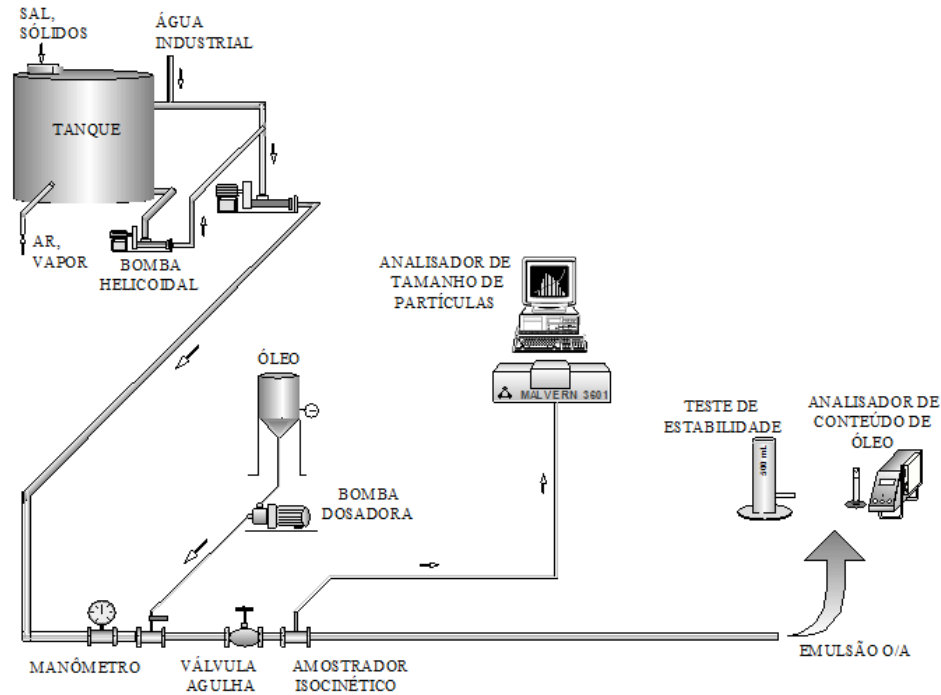 SAL,
SÓLIDOS
ÁGUA
INDUSTRIAL
TANQUE
AR,
VAPOR
BOMBA
HELICOIDAL
ANALISADOR DE
TAMANHO DE
PARTÍCULAS
MALVERN 3601
ÓLEO
BOMBA
DOSADORA
TESTE DE
ESTABILIDADE
500 mL
ANALISADOR DE
CONTEÚDO DE
ÓLEO
MANÔMETRO
VÁLVULA
AGULHA
AMOSTRADOR
ISOCINÉTICO
EMULSÃO O/A